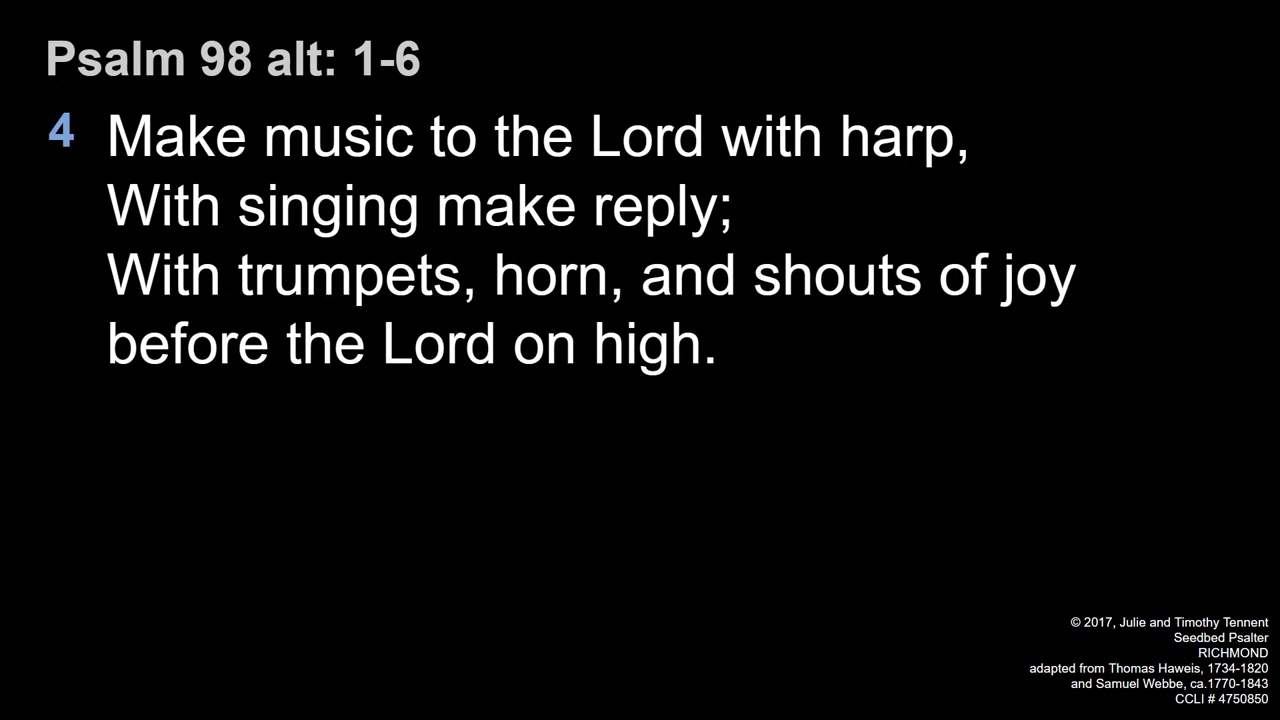 Psalm 98 alt: 1-6
4 Make music to the Lord with harp,
With singing make reply;
With trumpets, horn, and shouts of joy
before the Lord on high.
© 2017, Julie and Timothy Tennent
Seedbed Psalter
RICHMOND
adapted from Thomas Haweis, 1734-1820
and Samuel Webbe, ca.1770-1843
CCLI # 4750850